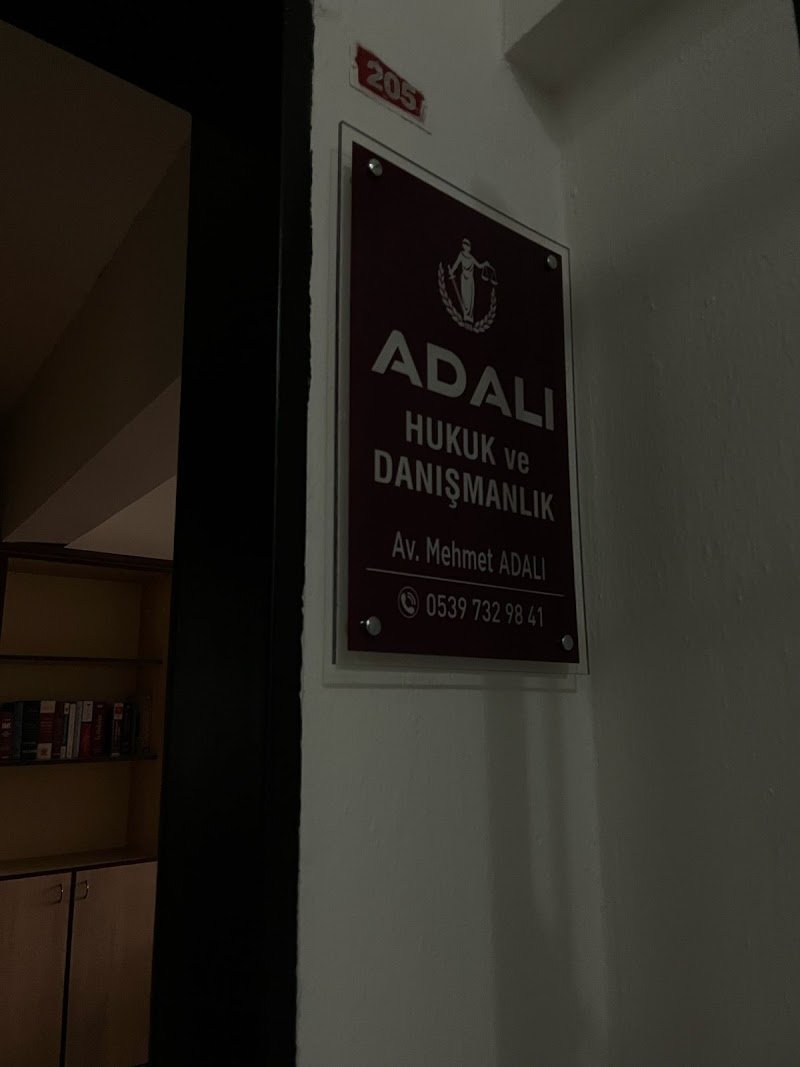 205
ADALI
HUKUK ve
DANIŞMANLIK
Av. Mehmet ADALI
0539 732 98 41